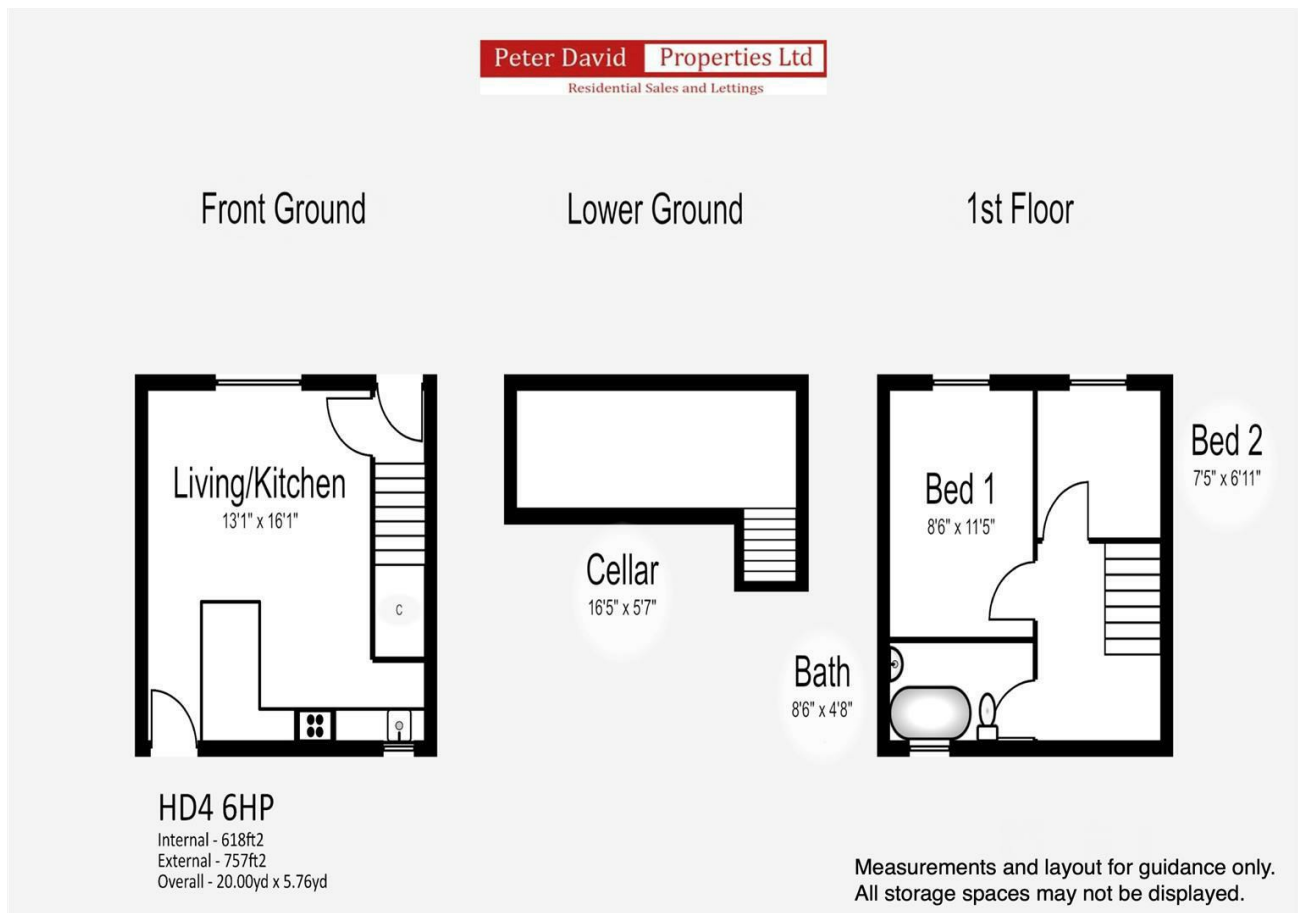 Peter David Properties Ltd
Residential Sales and Lettings
Front Ground
Lower Ground
1st Floor
Living/Kitchen
13'1" x 16'1"
C
Cellar
16'5" x 5'7"
Bed 1
8'6" x 11'5"
Bed 2
7'5" x 6'11"
Bath
8'6" x 4'8"
HD4 6HP
Internal - 618ft2
External - 757ft2
Overall - 20.00yd x 5.76yd
Measurements and layout for guidance only.
All storage spaces may not be displayed.